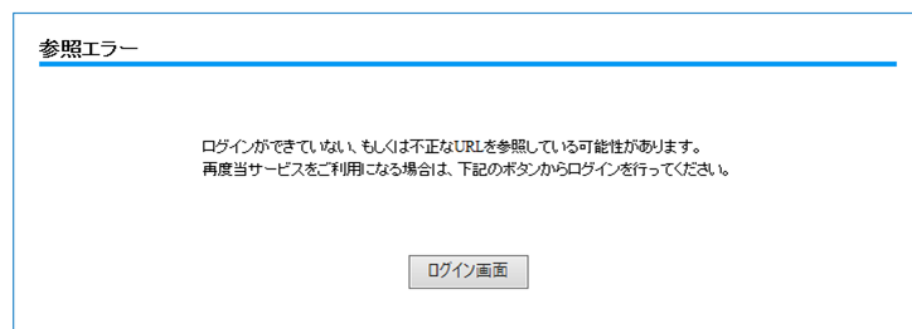 参照エラー
ログインができていない、もしくは不正なURLを参照している可能性があります。
再度当サービスをご利用になる場合は、下記のボタンからログインを行ってください。
ログイン画面